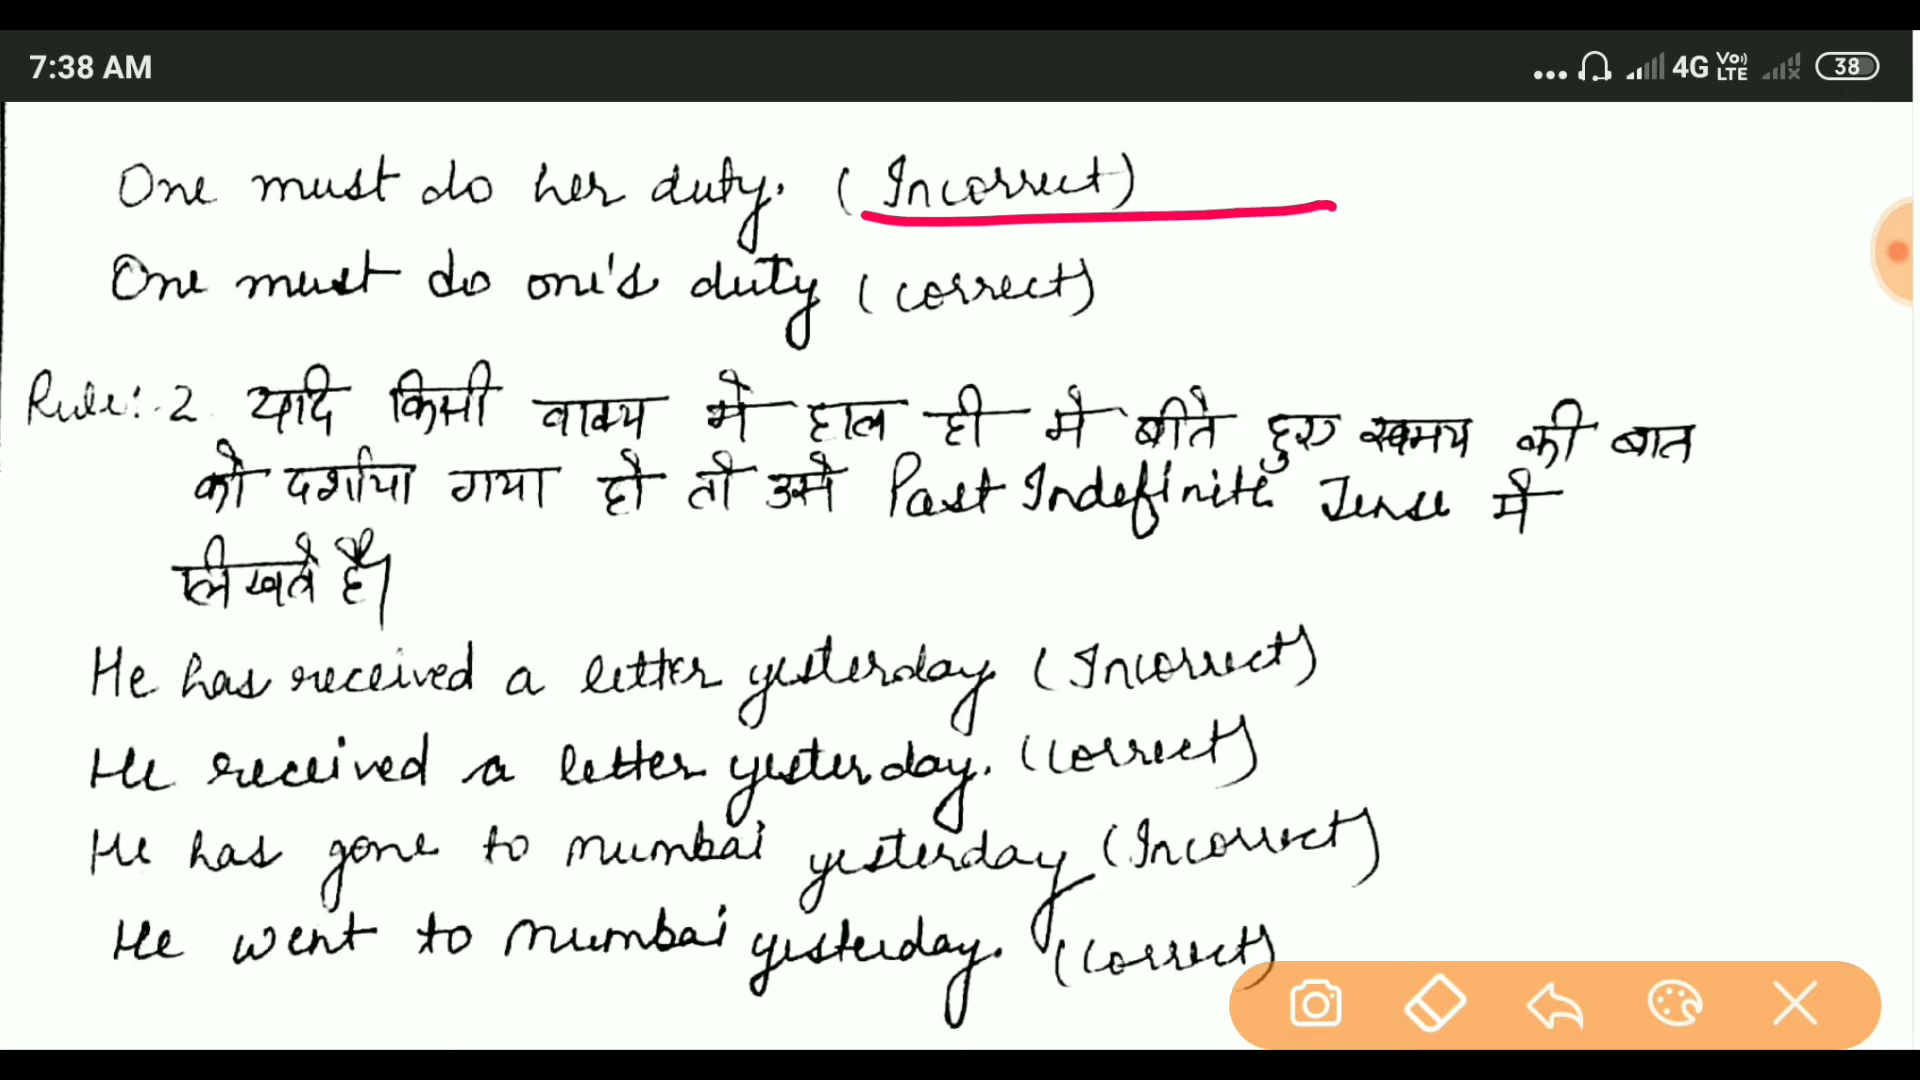 7:38 AM
4G Vo) LTE 38
One must do her duty. (Incorrect)
One must do one's duty (correct)
Rule:- 2 यदि किसी वाक्य मे हाल ही मे बीते हुए समय की बात
को दर्शाया गया हो तो उसे Past Indefinite Tense मे
लिखते है।
He has received a letter yesterday (Incorrect)
He received a letter yesterday. (correct)
He has gone to mumbai yesterday (Incorrect)
He went to mumbai yesterday. (correct)